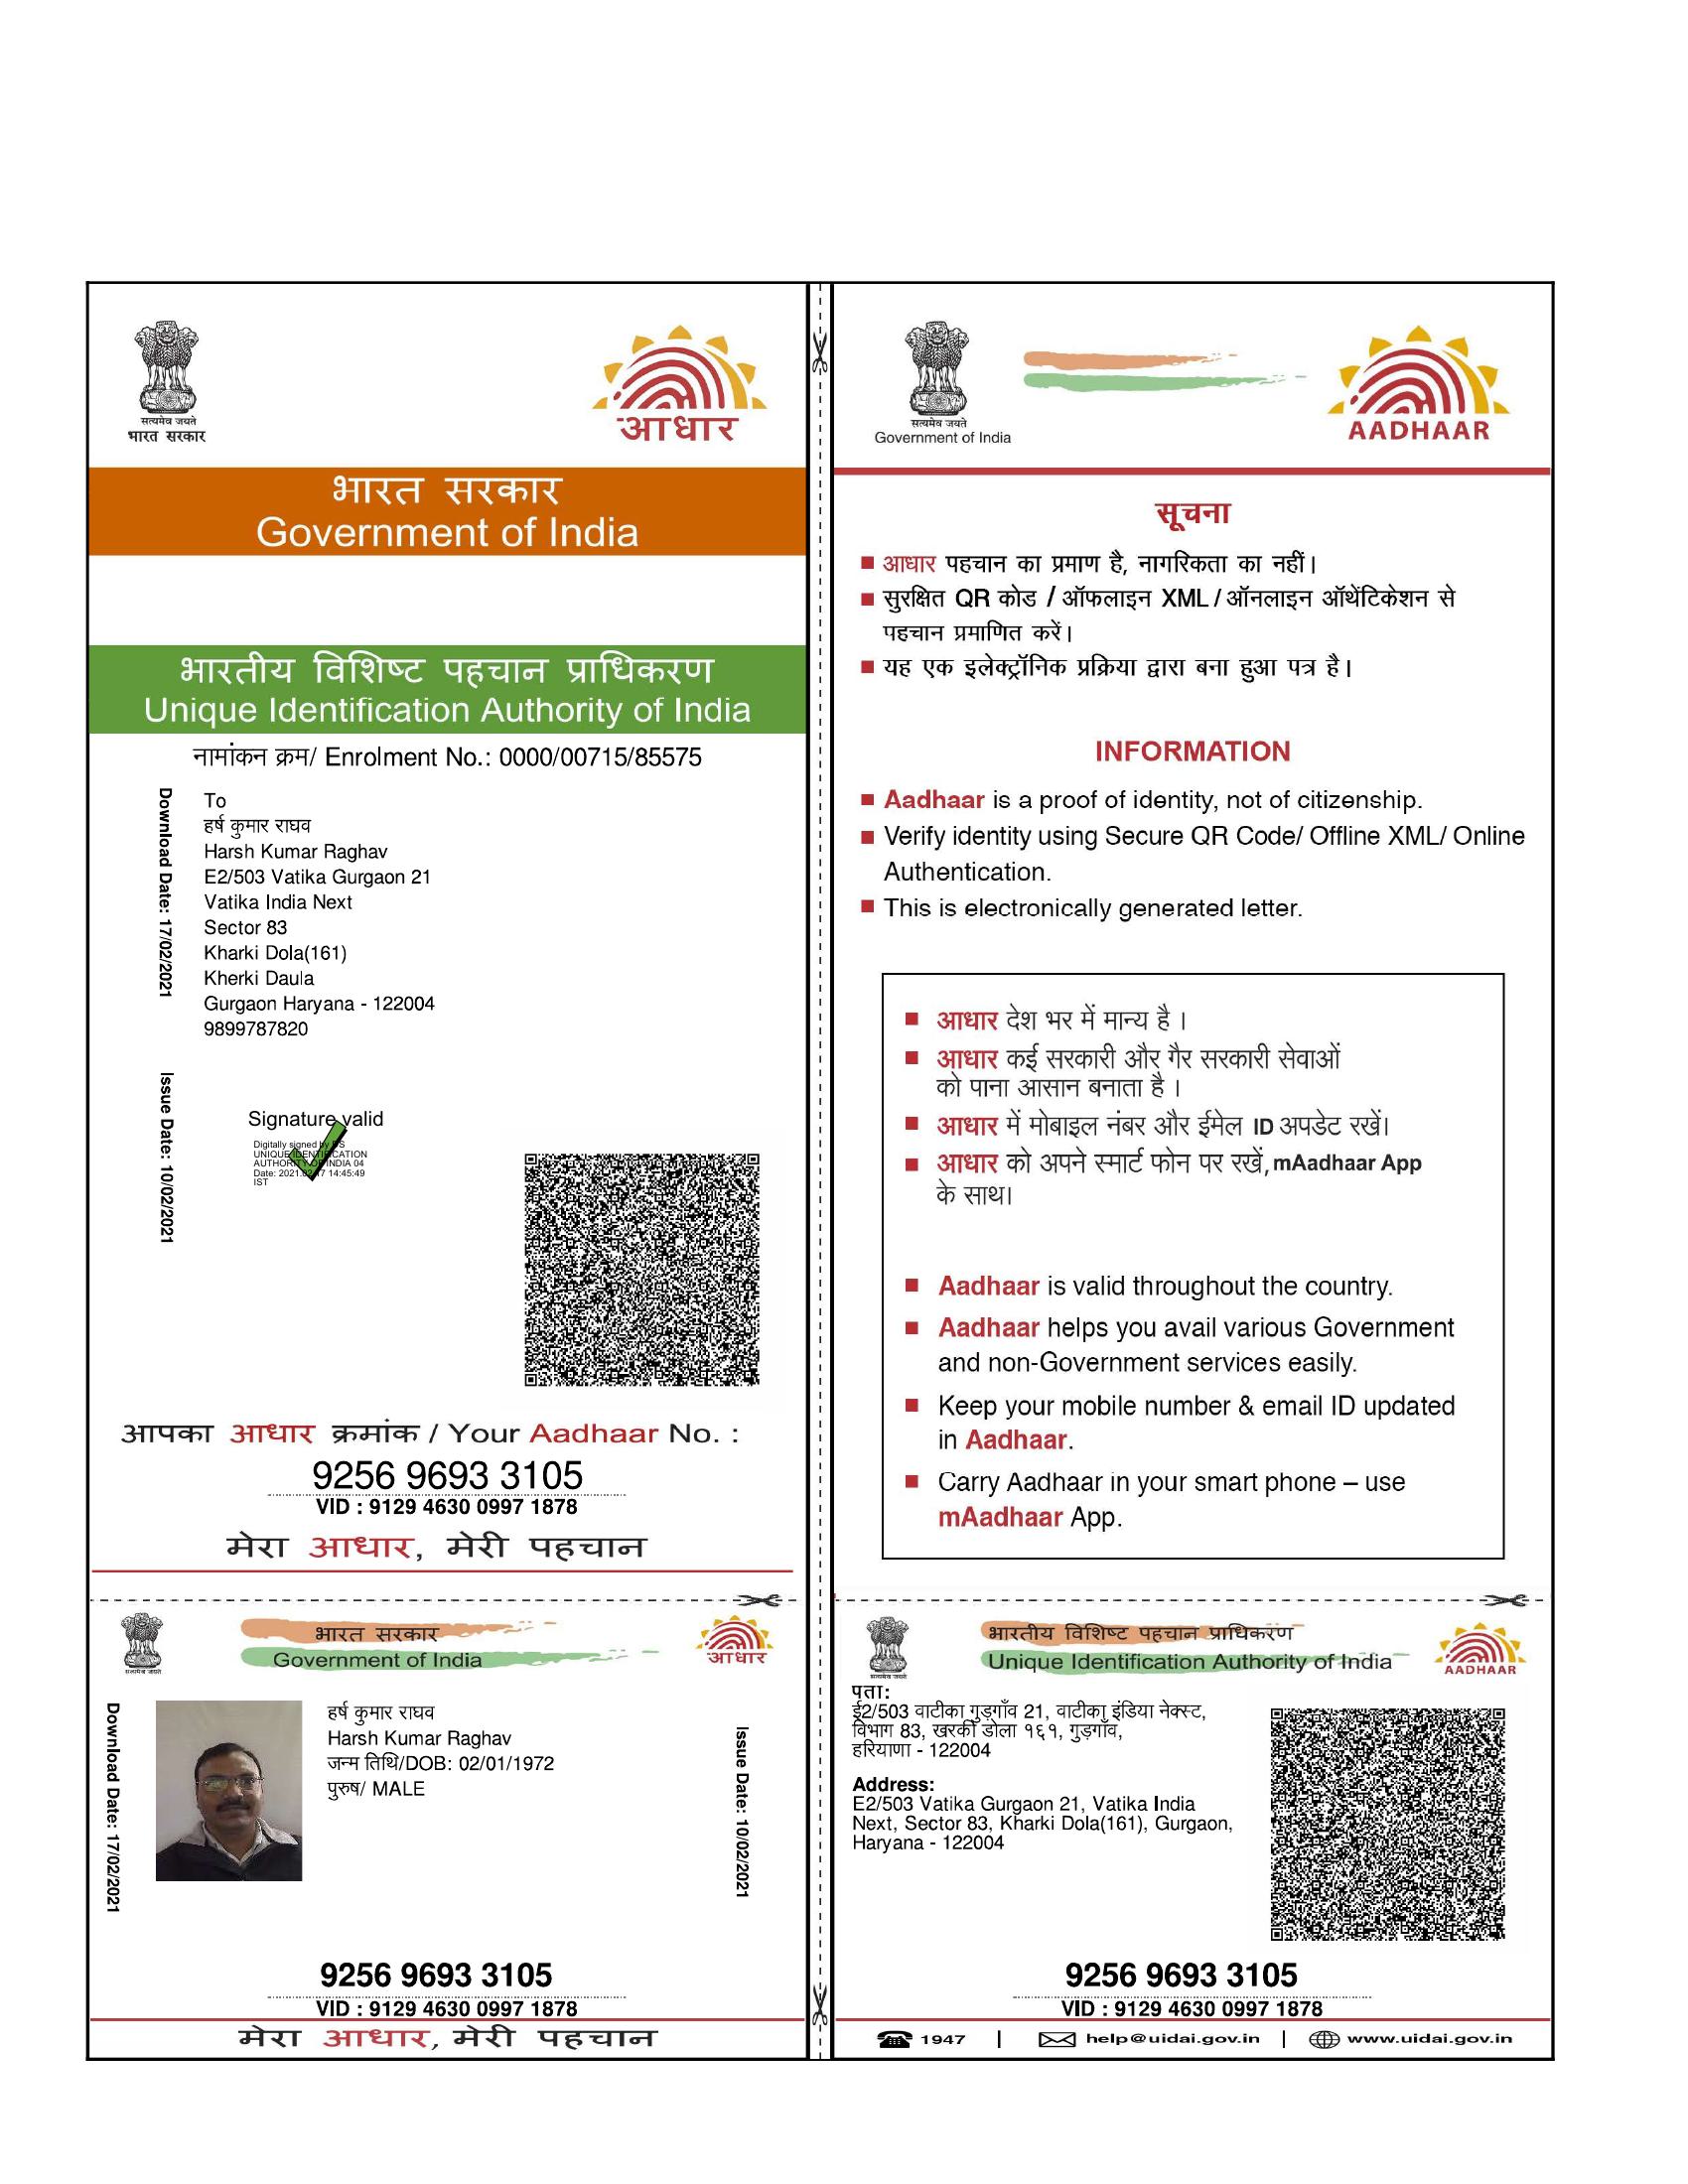 सत्यमेव जयते
भारत सरकार
आधार
भारत सरकार
Government of India
भारतीय विशिष्ट पहचान प्राधिकरण
Unique Identification Authority of India
नामांकन क्रम/ Enrolment No.: 0000/00715/85575
Download Date: 17/02/2021
To
हर्ष कुमार राघव
Harsh Kumar Raghav
E2/503 Vatika Gurgaon 21
Vatika India Next
Sector 83
Kharki Dola(161)
Kherki Daula
Gurgaon Haryana - 122004
9899787820
Issue Date: 10/02/2021
Signature valid
Digitally signed by DS
UNIQUE IDENTIFICATION
AUTHORITY OF INDIA 04
Date: 2021.02.17 14:45:49
IST
आपका आधार क्रमांक / Your Aadhaar No. :
9256 9693 3105
VID : 9129 4630 0997 1878
मेरा आधार, मेरी पहचान
सत्यमेव जयते
Government of India
AADHAAR
सूचना
■ आधार पहचान का प्रमाण है, नागरिकता का नहीं।
■ सुरक्षित QR कोड / ऑफलाइन XML / ऑनलाइन ऑथेंटिकेशन से
पहचान प्रमाणित करें।
■ यह एक इलेक्ट्रॉनिक प्रक्रिया द्वारा बना हुआ पत्र है।
INFORMATION
■ Aadhaar is a proof of identity, not of citizenship.
■ Verify identity using Secure QR Code/ Offline XML/ Online
Authentication.
■ This is electronically generated letter.
■ आधार देश भर में मान्य है ।
■ आधार कई सरकारी और गैर सरकारी सेवाओं
को पाना आसान बनाता है ।
■ आधार में मोबाइल नंबर और ईमेल ID अपडेट रखें।
■ आधार को अपने स्मार्ट फोन पर रखें, mAadhaar App
के साथ।
■ Aadhaar is valid throughout the country.
■ Aadhaar helps you avail various Government
and non-Government services easily.
■ Keep your mobile number & email ID updated
in Aadhaar.
■ Carry Aadhaar in your smart phone – use
mAadhaar App.
सत्यमेव जयते
भारत सरकार
Government of India
आधार
Download Date: 17/02/2021
हर्ष कुमार राघव
Harsh Kumar Raghav
जन्म तिथि/DOB: 02/01/1972
पुरुष/ MALE
Issue Date: 10/02/2021
9256 9693 3105
VID : 9129 4630 0997 1878
मेरा आधार, मेरी पहचान
सत्यमेव जयते
भारतीय विशिष्ट पहचान प्राधिकरण
Unique Identification Authority of India
AADHAAR
पता:
ई2/503 वाटीका गुड़गाँव 21, वाटीका इंडिया नेक्स्ट,
विभाग 83, खरकी डोला १६१, गुड़गाँव,
हरियाणा - 122004
Address:
E2/503 Vatika Gurgaon 21, Vatika India
Next, Sector 83, Kharki Dola(161), Gurgaon,
Haryana - 122004
9256 9693 3105
VID : 9129 4630 0997 1878
1947 | help@uidai.gov.in | www.uidai.gov.in